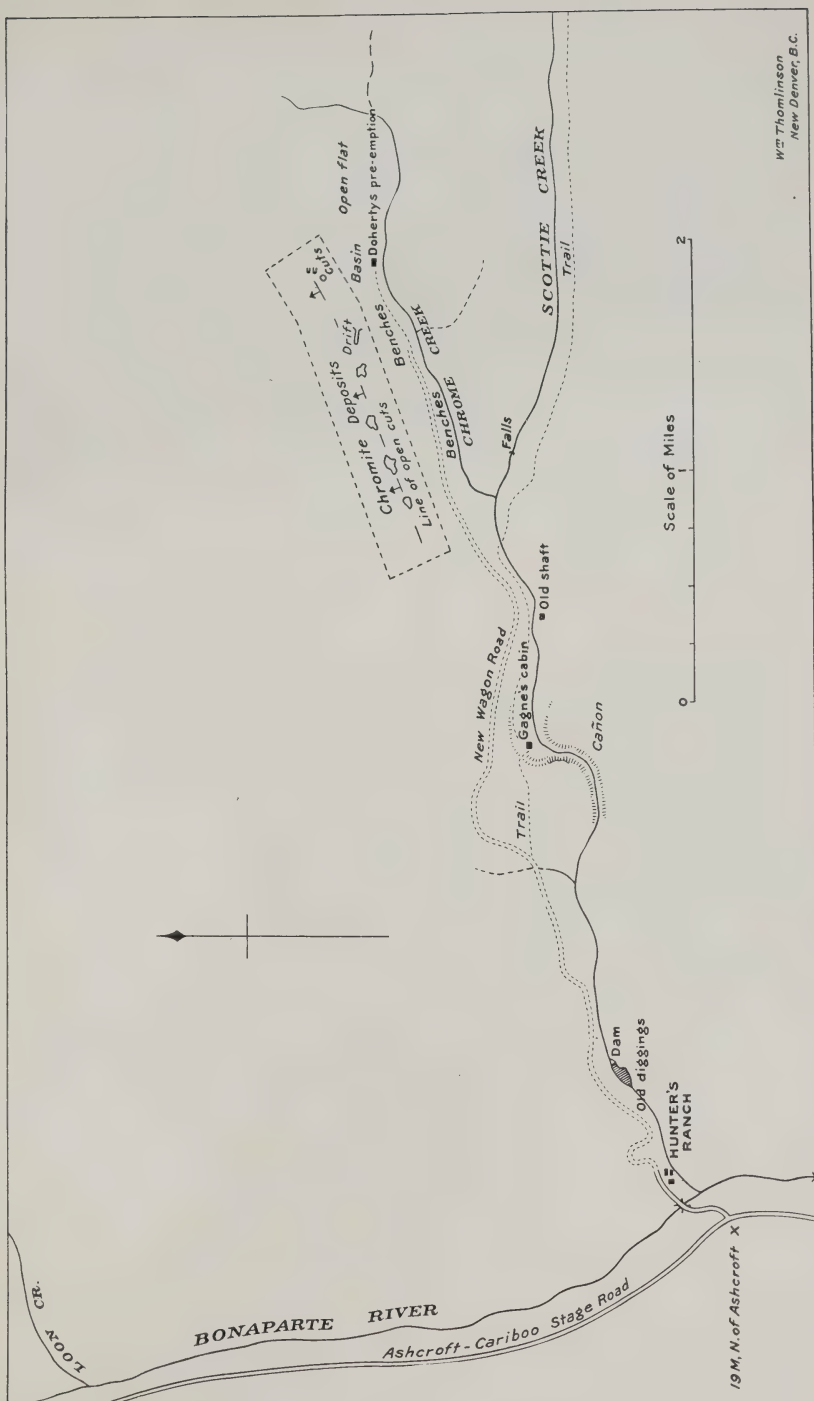 LOON CR.
BONAPARTE RIVER
Ashcroft-Cariboo Stage Road
19 M. N. of Ashcroft X
HUNTER'S
RANCH
Old diggings
Dam
Trail
New Wagon Road
Gagne's cabin
Cañon
Old shaft
Falls
SCOTTIE CREEK
Trail
Benches
CHROME
CREEK
Benches
Chromite Deposits
Line of open cuts
Drift
O. cuts
Basin
Open flat
Doherty's pre-emption
Scale of Miles
0 1 2
Wm Thomlinson
New Denver, B.C.